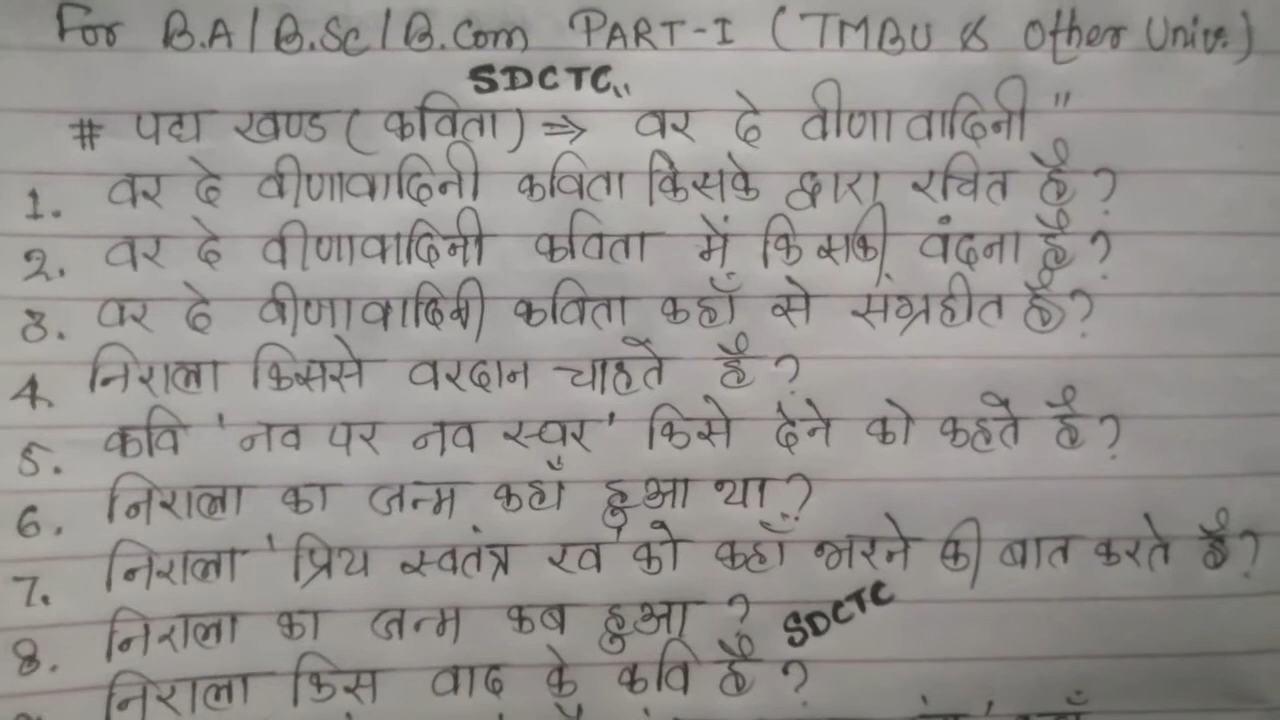 For B.A/B.Sc/B.Com PART-I (TMBU & Other Univ.)
SDCTC
# पद्य खण्ड (कविता) ⇒ "वर दे वीणावादिनी"
1. वर दे वीणावादिनी कविता किसके द्वारा रचित है?
2. वर दे वीणावादिनी कविता में किसकी वंदना है?
3. वर दे वीणावादिनी कविता कहाँ से संग्रहीत है?
4. निराला किससे वरदान चाहते है?
5. कवि 'नव पर नव स्वर' किसे देने को कहते है?
6. निराला का जन्म कहाँ हुआ था?
7. निराला 'प्रिय स्वतंत्र रव' को कहाँ भरने की बात करते है?
8. निराला का जन्म कब हुआ?
SDCTC
निराला किस वाद के कवि है?